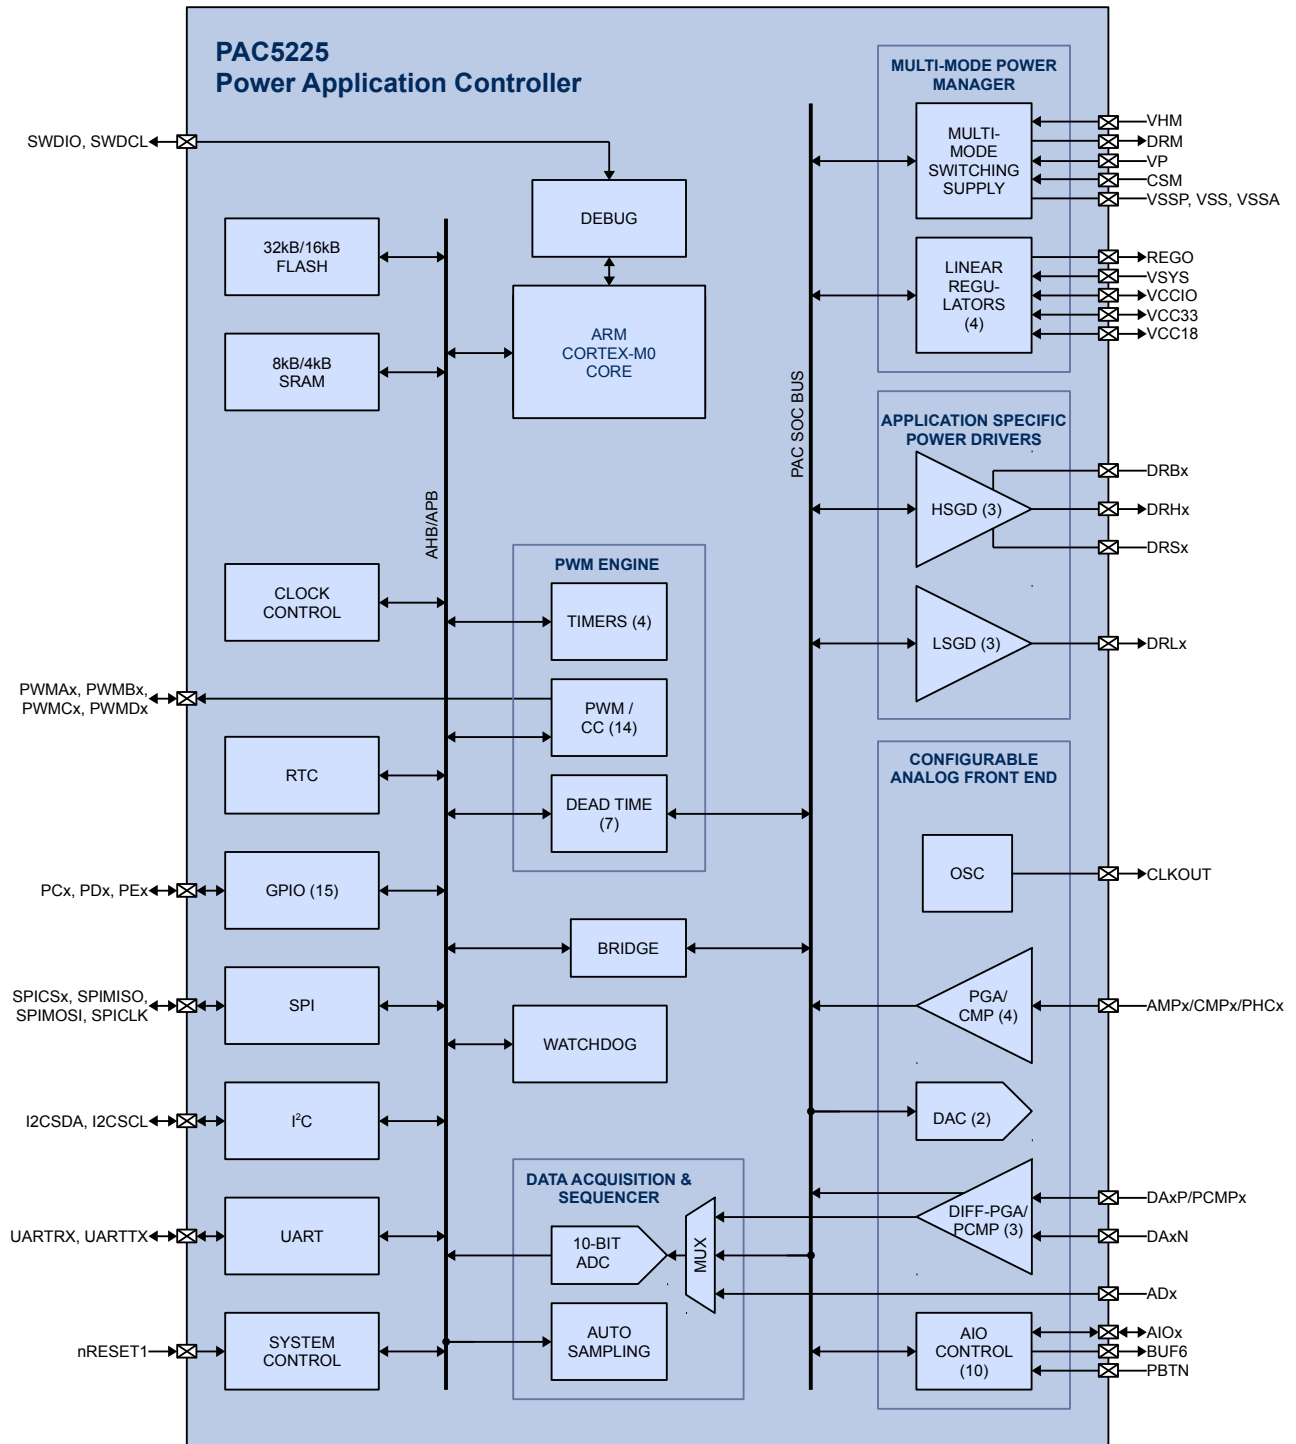 PAC5225
Power Application Controller
SWDIO, SWDCL
DEBUG
32kB/16kB
FLASH
8kB/4kB
SRAM
ARM
CORTEX-M0
CORE
AHB/APB
CLOCK
CONTROL
PWM ENGINE
TIMERS (4)
PWMAx, PWMBx,
PWMCx, PWMDx
PWM /
CC (14)
RTC
DEAD TIME
(7)
PCx, PDx, PEx
GPIO (15)
BRIDGE
SPICSx, SPIMISO,
SPIMOSI, SPICLK
SPI
WATCHDOG
I2CSDA, I2CSCL
I²C
DATA ACQUISITION &
SEQUENCER
UARTRX, UARTTX
UART
10-BIT
ADC
MUX
nRESET1
SYSTEM
CONTROL
AUTO
SAMPLING
PAC SOC BUS
MULTI-MODE POWER
MANAGER
MULTI-
MODE
SWITCHING
SUPPLY
VHM
DRM
VP
CSM
VSSP, VSS, VSSA
LINEAR
REGU-
LATORS
(4)
REGO
VSYS
VCCIO
VCC33
VCC18
APPLICATION SPECIFIC
POWER DRIVERS
HSGD (3)
DRBx
DRHx
DRSx
LSGD (3)
DRLx
CONFIGURABLE
ANALOG FRONT END
OSC
CLKOUT
PGA/
CMP (4)
AMPx/CMPx/PHCx
DAC (2)
DIFF-PGA/
PCMP (3)
DAxP/PCMPx
DAxN
ADx
AIO
CONTROL
(10)
AIOx
BUF6
PBTN